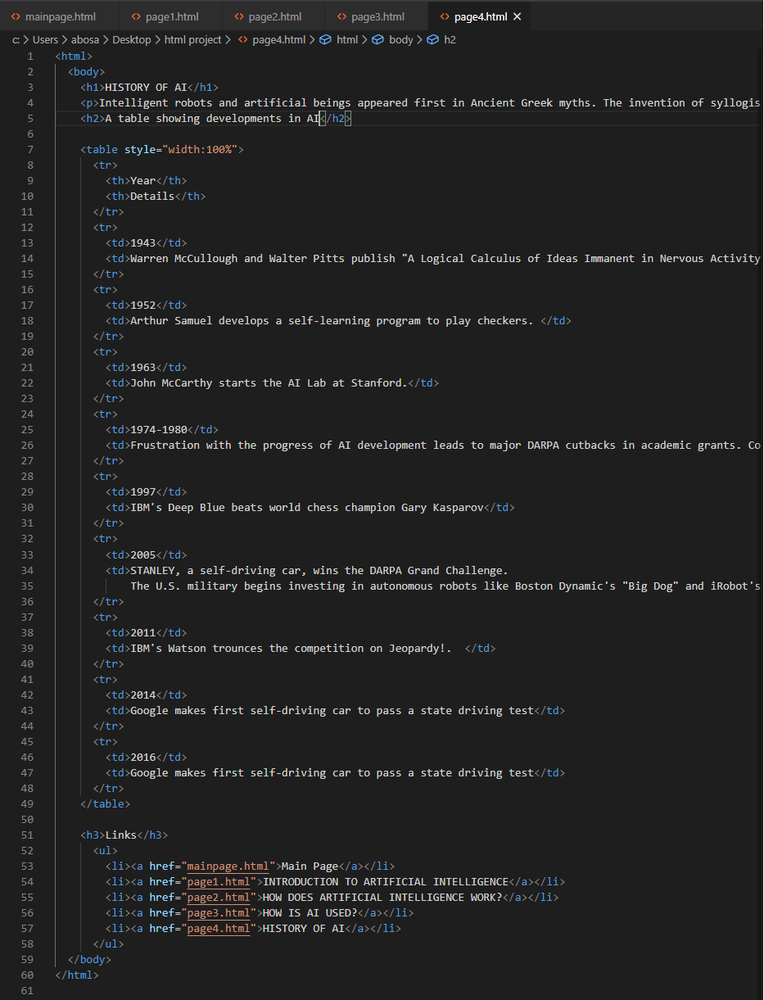 mainpage.html page1.html page2.html page3.html page4.html
c: > Users > abosa > Desktop > html project > page4.html > html > body > h2
1 <html>
2 <body>
3 <h1>HISTORY OF AI</h1>
4 <p>Intelligent robots and artificial beings appeared first in Ancient Greek myths. The invention of syllogis
5 <h2>A table showing developments in AI</h2>
6
7 <table style="width:100%">
8 <tr>
9 <th>Year</th>
10 <th>Details</th>
11 </tr>
12 <tr>
13 <td>1943</td>
14 <td>Warren McCullough and Walter Pitts publish "A Logical Calculus of Ideas Immanent in Nervous Activity
15 </tr>
16 <tr>
17 <td>1952</td>
18 <td>Arthur Samuel develops a self-learning program to play checkers. </td>
19 </tr>
20 <tr>
21 <td>1963</td>
22 <td>John McCarthy starts the AI Lab at Stanford.</td>
23 </tr>
24 <tr>
25 <td>1974-1980</td>
26 <td>Frustration with the progress of AI development leads to major DARPA cutbacks in academic grants. Co
27 </tr>
28 <tr>
29 <td>1997</td>
30 <td>IBM's Deep Blue beats world chess champion Gary Kasparov</td>
31 </tr>
32 <tr>
33 <td>2005</td>
34 <td>STANLEY, a self-driving car, wins the DARPA Grand Challenge.
35 The U.S. military begins investing in autonomous robots like Boston Dynamic's "Big Dog" and iRobot's
36 </tr>
37 <tr>
38 <td>2011</td>
39 <td>IBM's Watson trounces the competition on Jeopardy!.  </td>
40 </tr>
41 <tr>
42 <td>2014</td>
43 <td>Google makes first self-driving car to pass a state driving test</td>
44 </tr>
45 <tr>
46 <td>2016</td>
47 <td>Google makes first self-driving car to pass a state driving test</td>
48 </tr>
49 </table>
50
51 <h3>Links</h3>
52 <ul>
53 <li><a href="mainpage.html">Main Page</a></li>
54 <li><a href="page1.html">INTRODUCTION TO ARTIFICIAL INTELLIGENCE</a></li>
55 <li><a href="page2.html">HOW DOES ARTIFICIAL INTELLIGENCE WORK?</a></li>
56 <li><a href="page3.html">HOW IS AI USED?</a></li>
57 <li><a href="page4.html">HISTORY OF AI</a></li>
58 </ul>
59 </body>
60 </html>
61